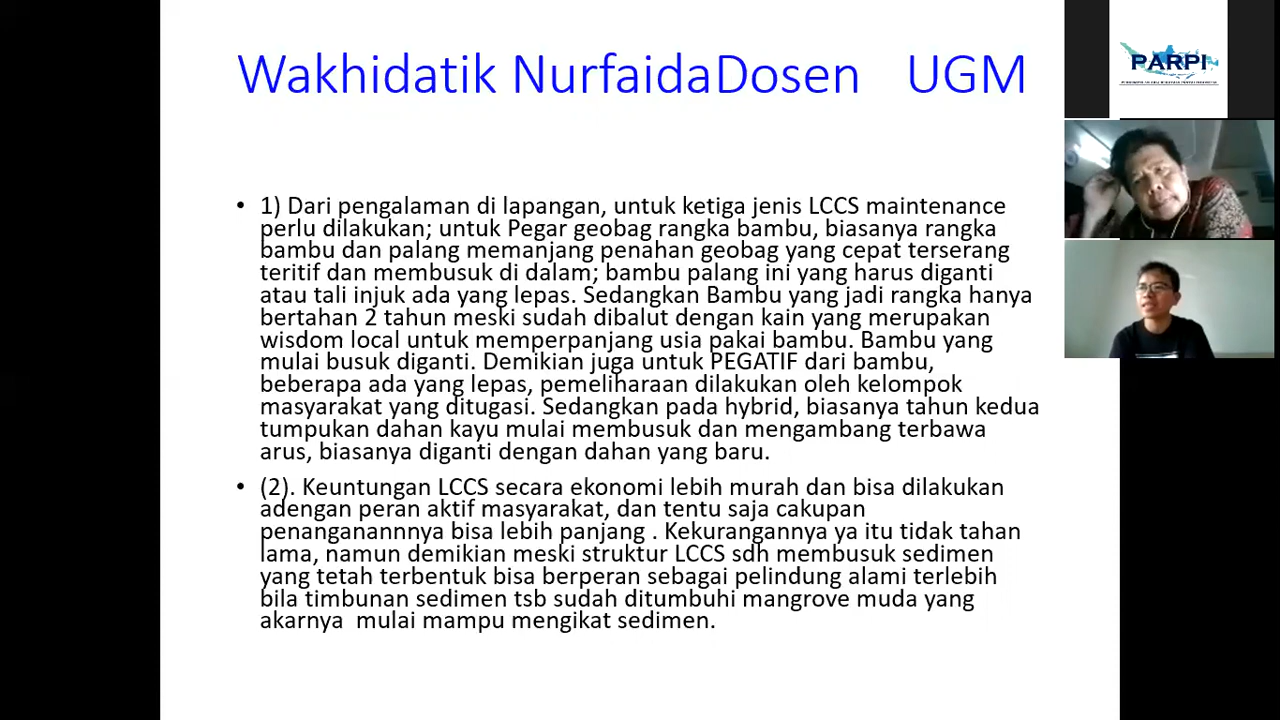 Wakhidatik NurfaidaDosen UGM
• 1) Dari pengalaman di lapangan, untuk ketiga jenis LCCS maintenance
perlu dilakukan; untuk Pegar geobag rangka bambu, biasanya rangka
bambu dan palang memanjang penahan geobag yang cepat terserang
teritif dan membusuk di dalam; bambu palang ini yang harus diganti
atau tali injuk ada yang lepas. Sedangkan Bambu yang jadi rangka hanya
bertahan 2 tahun meski sudah dibalut dengan kain yang merupakan
wisdom local untuk memperpanjang usia pakai bambu. Bambu yang
mulai busuk diganti. Demikian juga untuk PEGATIF dari bambu,
beberapa ada yang lepas, pemeliharaan dilakukan oleh kelompok
masyarakat yang ditugasi. Sedangkan pada hybrid, biasanya tahun kedua
tumpukan dahan kayu mulai membusuk dan mengambang terbawa
arus, biasanya diganti dengan dahan yang baru.
• (2). Keuntungan LCCS secara ekonomi lebih murah dan bisa dilakukan
adengan peran aktif masyarakat, dan tentu saja cakupan
penanganannnya bisa lebih panjang . Kekurangannya ya itu tidak tahan
lama, namun demikian meski struktur LCCS sdh membusuk sedimen
yang tetah terbentuk bisa berperan sebagai pelindung alami terlebih
bila timbunan sedimen tsb sudah ditumbuhi mangrove muda yang
akarnya mulai mampu mengikat sedimen.
PARPI